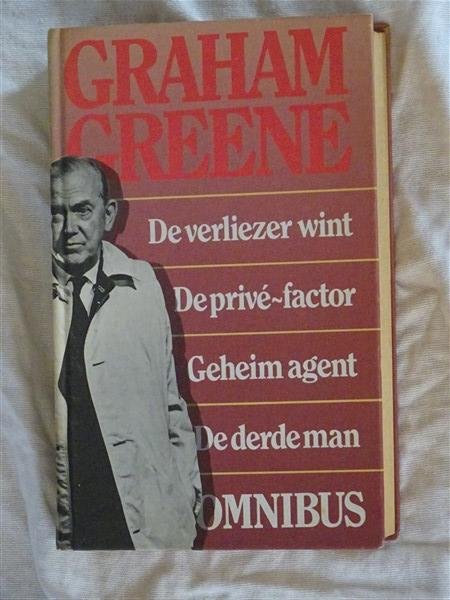 GRAHAM
GREENE
De verliezer wint
De privé~factor
Geheim agent
De derde man
OMNIBUS